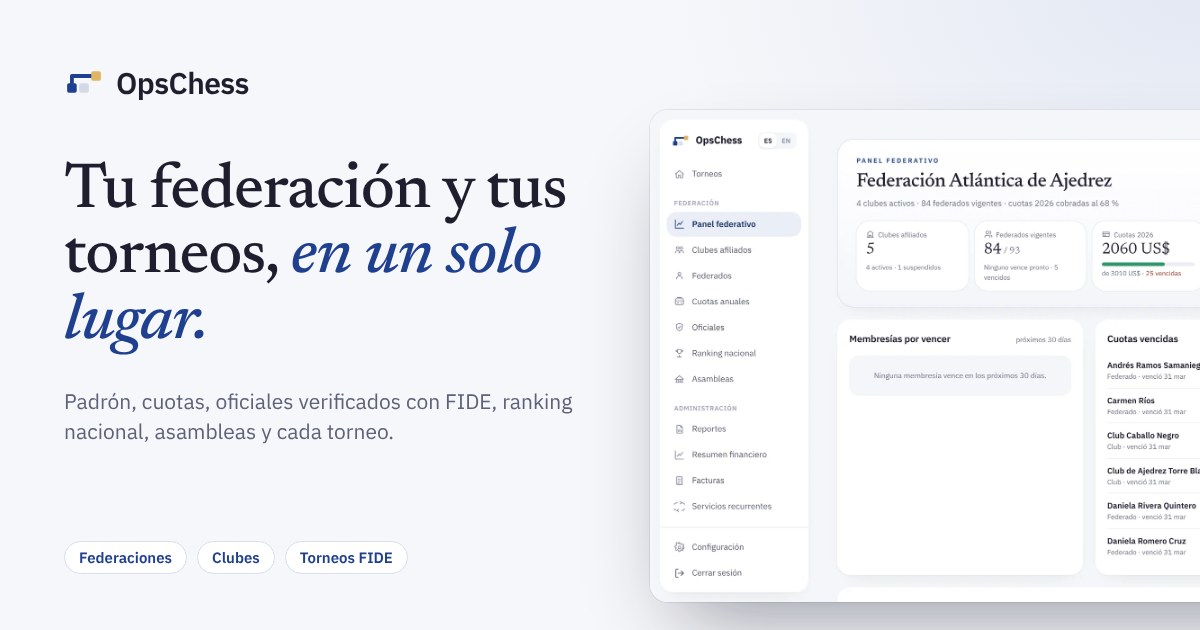 OpsChess
Tu federación y tus
torneos, en un solo
lugar.
Padrón, cuotas, oficiales verificados con FIDE, ranking
nacional, asambleas y cada torneo.
Federaciones
Clubes
Torneos FIDE
OpsChess
ES EN
Torneos
FEDERACIÓN
Panel federativo
Clubes afiliados
Federados
Cuotas anuales
Oficiales
Ranking nacional
Asambleas
ADMINISTRACIÓN
Reportes
Resumen financiero
Facturas
Servicios recurrentes
Configuración
Cerrar sesión
PANEL FEDERATIVO
Federación Atlántica de Ajedrez
4 clubes activos · 84 federados vigentes · cuotas 2026 cobradas al 68 %
Clubes afiliados
5
4 activos · 1 suspendidos
Federados vigentes
84 / 93
Ninguno vence pronto · 5
vencidos
Cuotas 2026
2060 US$
de 3010 US$ · 25 vencidas
Membresías por vencer
próximos 30 días
Ninguna membresía vence en los próximos 30 días.
Cuotas vencidas
Andrés Ramos Samanieg
Federado · venció 31 mar
Carmen Ríos
Federado · venció 31 mar
Club Caballo Negro
Club · venció 31 mar
Club de Ajedrez Torre Bla
Club · venció 31 mar
Daniela Rivera Quintero
Federado · venció 31 mar
Daniela Romero Cruz
Federado · venció 31 mar